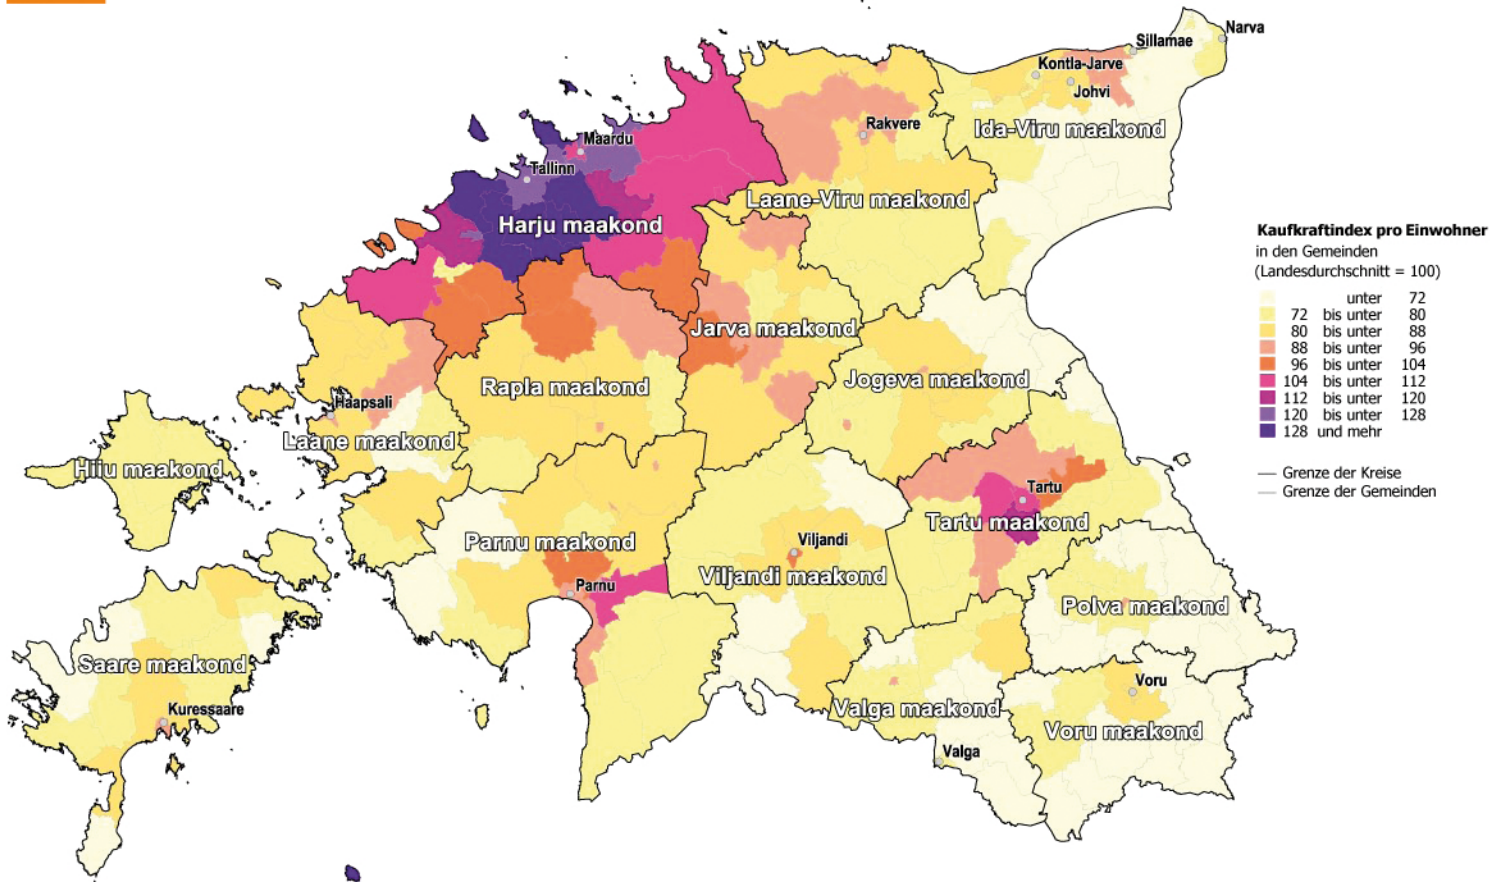 Narva
Sillamae
Kontla-Jarve
Johvi
Ida-Viru maakond
Rakvere
Maardu
Tallinn
Laane-Viru maakond
Harju maakond
Kaufkraftindex pro Einwohner
in den Gemeinden
(Landesdurchschnitt = 100)
unter 72
72 bis unter 80
80 bis unter 88
88 bis unter 96
96 bis unter 104
104 bis unter 112
112 bis unter 120
120 bis unter 128
128 und mehr
Grenze der Kreise
Grenze der Gemeinden
Jarva maakond
Rapla maakond
Jogeva maakond
Haapsali
Laane maakond
Hiiu maakond
Tartu
Tartu maakond
Parnu maakond
Viljandi
Viljandi maakond
Parnu
Polva maakond
Saare maakond
Kuressaare
Voru
Valga maakond
Voru maakond
Valga